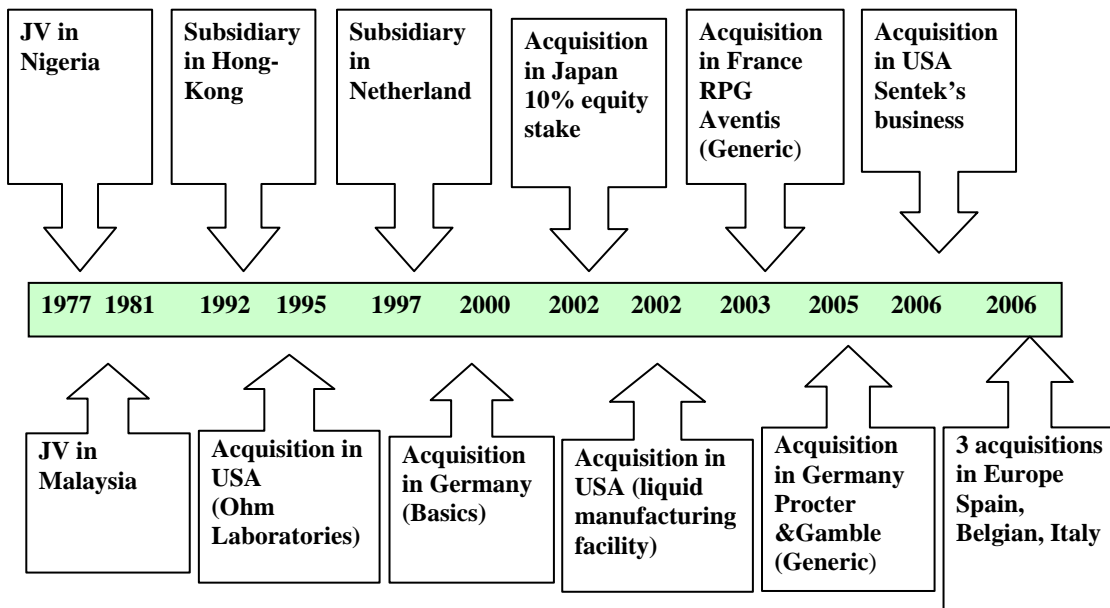 JV in
Nigeria
Subsidiary
in Hong-
Kong
Subsidiary
in
Netherland
Acquisition
in Japan
10% equity
stake
Acquisition
in France
RPG
Aventis
(Generic)
Acquisition
in USA
Sentek’s
business
1977 1981 1992 1995 1997 2000 2002 2002 2003 2005 2006 2006
JV in
Malaysia
Acquisition in
USA
(Ohm
Laboratories)
Acquisition
in Germany
(Basics)
Acquisition in
USA (liquid
manufacturing
facility)
Acquisition
in Germany
Procter
&Gamble
(Generic)
3 acquisitions
in Europe
Spain,
Belgian, Italy